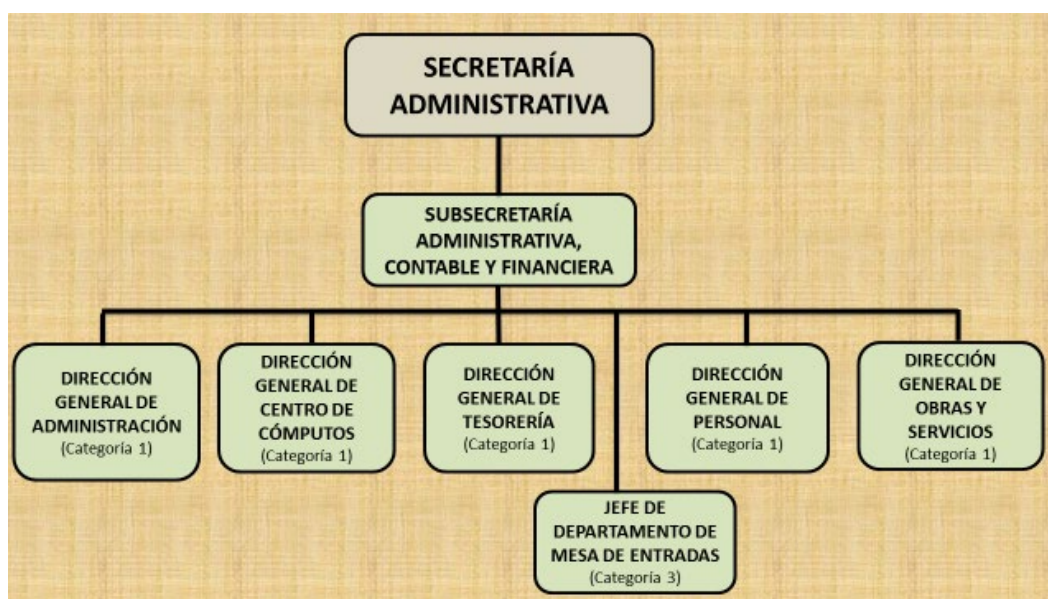 SECRETARÍA
ADMINISTRATIVA
SUBSECRETARÍA
ADMINISTRATIVA,
CONTABLE Y FINANCIERA
DIRECCIÓN
GENERAL DE
ADMINISTRACIÓN
(Categoría 1)
DIRECCIÓN
GENERAL DE
CENTRO DE
CÓMPUTOS
(Categoría 1)
DIRECCIÓN
GENERAL DE
TESORERÍA
(Categoría 1)
DIRECCIÓN
GENERAL DE
PERSONAL
(Categoría 1)
DIRECCIÓN
GENERAL DE
OBRAS Y
SERVICIOS
(Categoría 1)
JEFE DE
DEPARTAMENTO DE
MESA DE ENTRADAS
(Categoría 3)